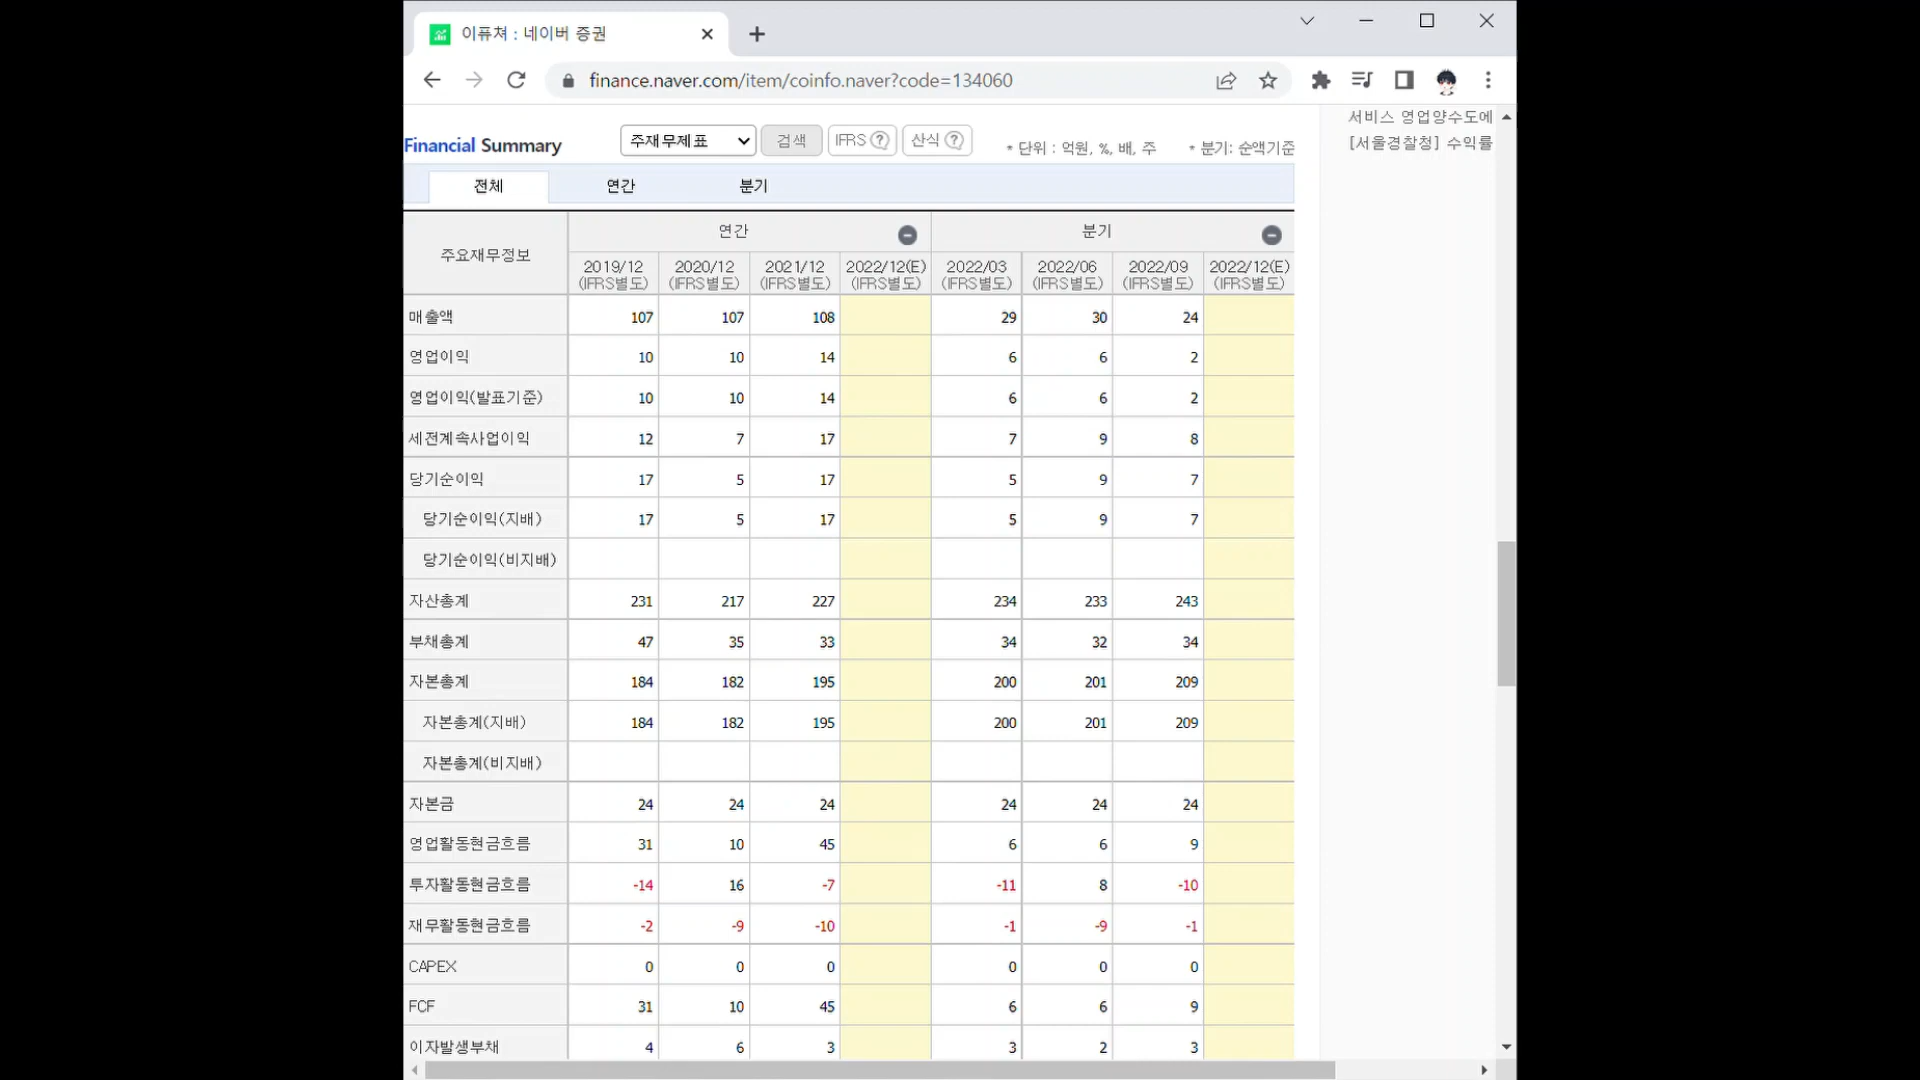 이퓨쳐 : 네이버 증권
finance.naver.com/item/coinfo.naver?code=134060
서비스 영업양수도에
[서울경찰청] 수익률
Financial Summary 주재무제표 검색 IFRS ? 산식 ? * 단위 : 억원, %, 배, 주 * 분기: 순액기준
전체 연간 분기
주요재무정보 연간 분기
2019/12 2020/12 2021/12 2022/12(E) 2022/03 2022/06 2022/09 2022/12(E)
(IFRS별도) (IFRS별도) (IFRS별도) (IFRS별도) (IFRS별도) (IFRS별도) (IFRS별도) (IFRS별도)
매출액 107 107 108 29 30 24
영업이익 10 10 14 6 6 2
영업이익(발표기준) 10 10 14 6 6 2
세전계속사업이익 12 7 17 7 9 8
당기순이익 17 5 17 5 9 7
당기순이익(지배) 17 5 17 5 9 7
당기순이익(비지배)
자산총계 231 217 227 234 233 243
부채총계 47 35 33 34 32 34
자본총계 184 182 195 200 201 209
자본총계(지배) 184 182 195 200 201 209
자본총계(비지배)
자본금 24 24 24 24 24 24
영업활동현금흐름 31 10 45 6 6 9
투자활동현금흐름 -14 16 -7 -11 8 -10
재무활동현금흐름 -2 -9 -10 -1 -9 -1
CAPEX 0 0 0 0 0 0
FCF 31 10 45 6 6 9
이자발생부채 4 6 3 3 2 3